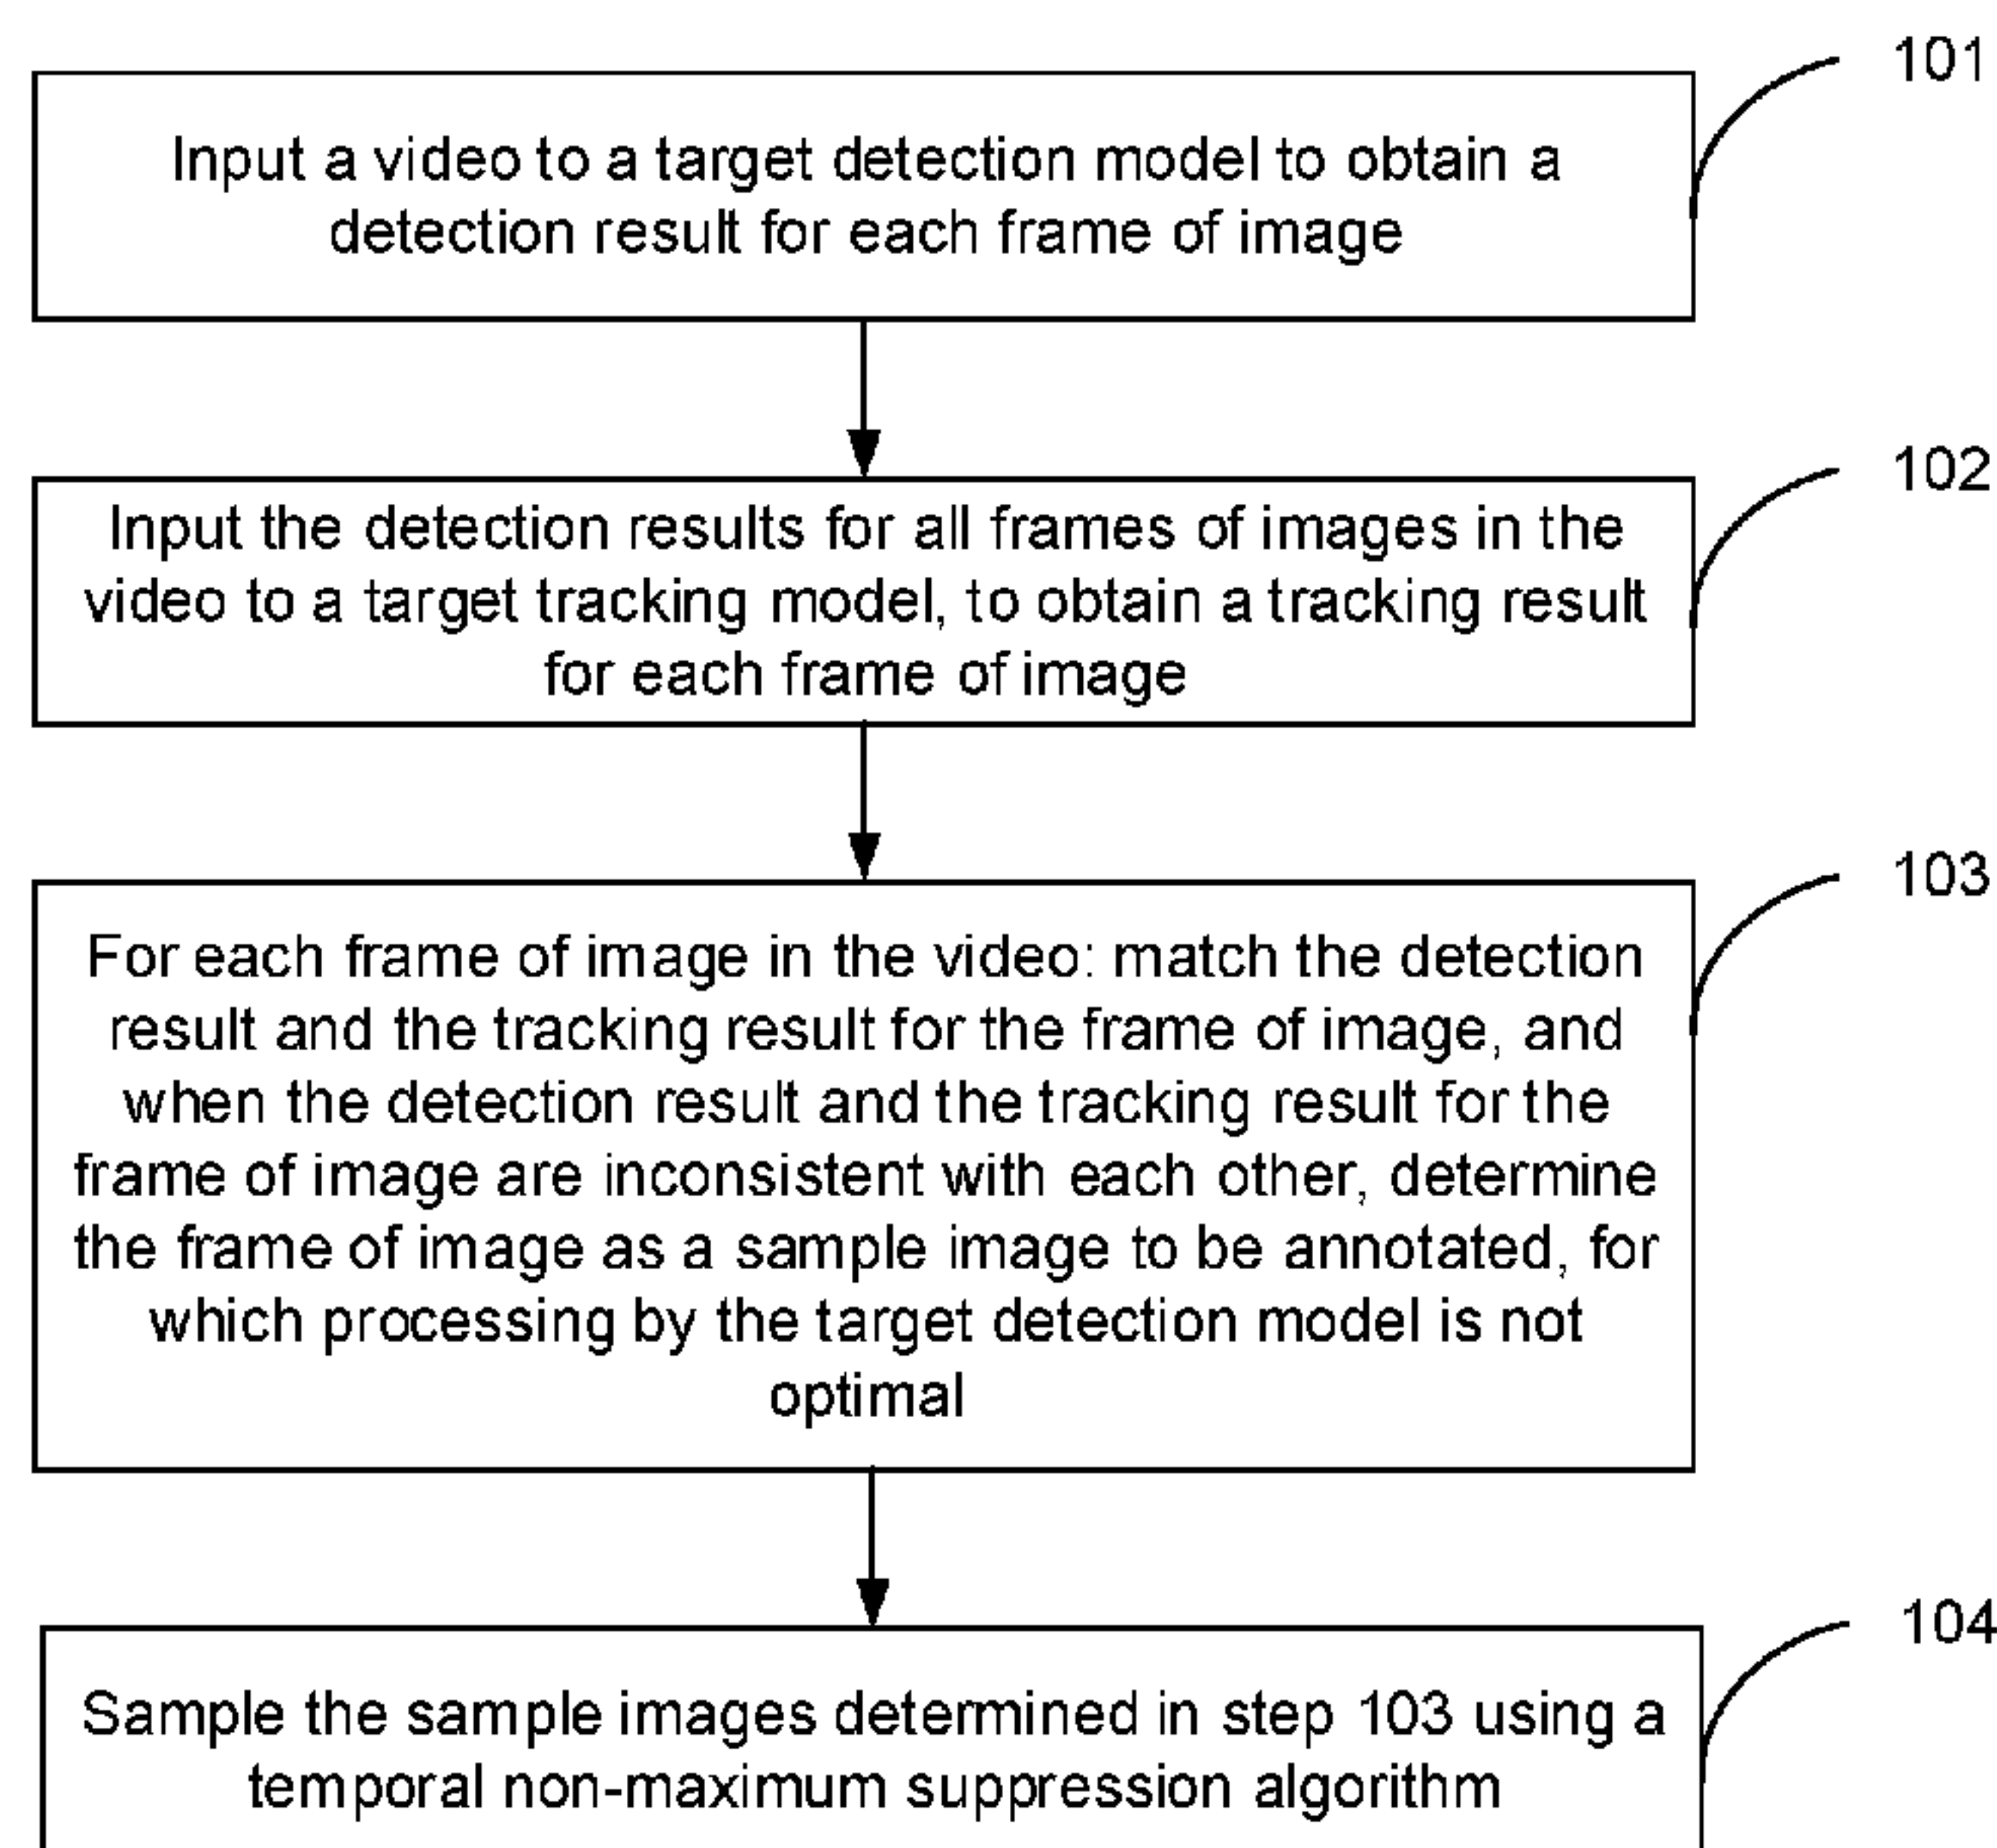 101
Input a video to a target detection model to obtain a
detection result for each frame of image
102
Input the detection results for all frames of images in the
video to a target tracking model, to obtain a tracking result
for each frame of image
103
For each frame of image in the video: match the detection
result and the tracking result for the frame of image, and
when the detection result and the tracking result for the
frame of image are inconsistent with each other, determine
the frame of image as a sample image to be annotated, for
which processing by the target detection model is not
optimal
104
Sample the sample images determined in step 103 using a
temporal non-maximum suppression algorithm